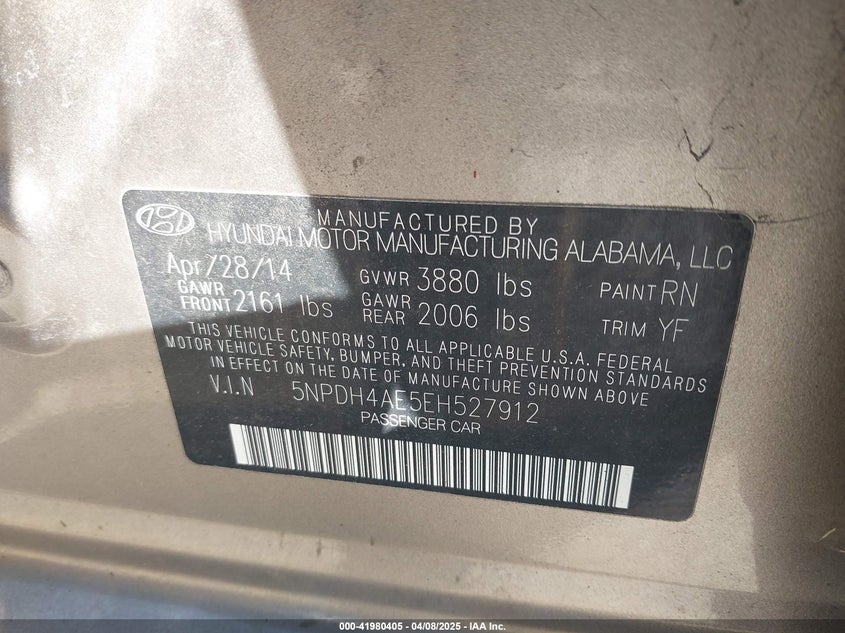 MANUFACTURED BY
HYUNDAI MOTOR MANUFACTURING ALABAMA, LLC
Apr/28/14 GVWR 3880 lbs PAINT RN
GAWR FRONT 2161 lbs GAWR REAR 2006 lbs TRIM YF
THIS VEHICLE CONFORMS TO ALL APPLICABLE U.S.A. FEDERAL
MOTOR VEHICLE SAFETY, BUMPER, AND THEFT PREVENTION STANDARDS
IN EFFECT ON THE DATE OF MANUFACTURE SHOWN ABOVE
V.I.N 5NPDH4AE5EH527912
PASSENGER CAR
000-41980405 - 04/08/2025 - IAA Inc.